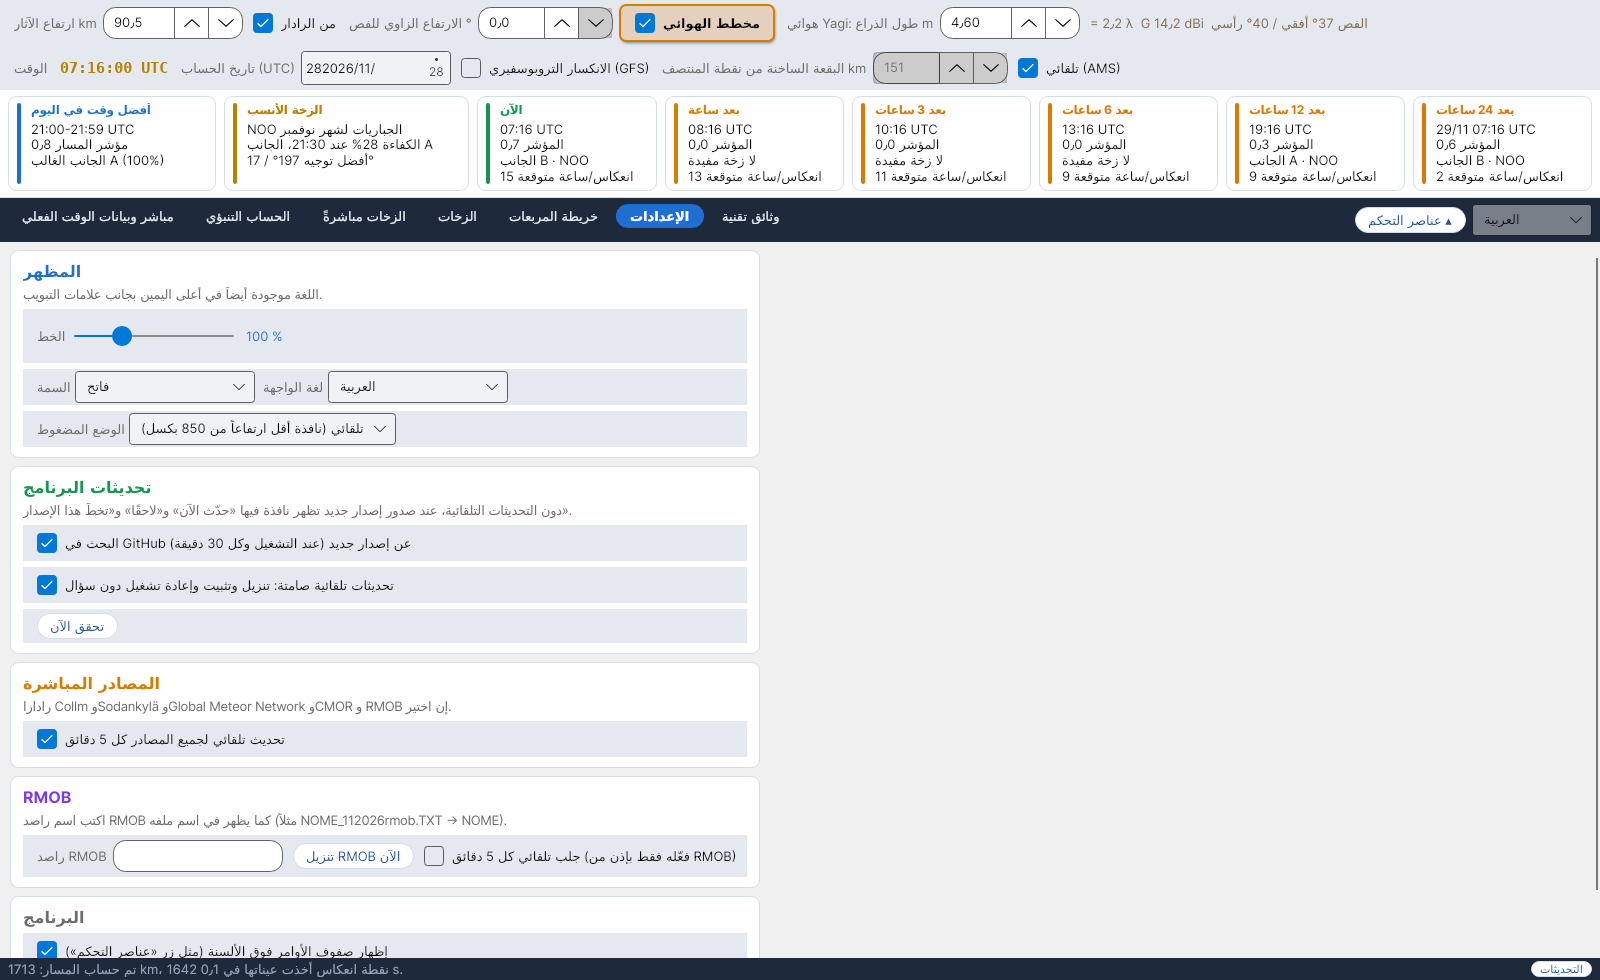 ارتفاع الآثار km 90٫5 من الرادار الارتفاع الزاوي للفص ° 0٫0 مخطط الهوائي هوائي Yagi: طول الذراع m 4٫60 = 2٫2 λ G 14٫2 dBi الفص 37° أفقي / 40° رأسي
الوقت 07:16:00 UTC تاريخ الحساب (UTC) 282026/11/ 28 الانكسار التروبوسفيري (GFS) البقعة الساخنة من نقطة المنتصف km 151 تلقائي (AMS)
أفضل وقت في اليوم
21:00-21:59 UTC
مؤشر المسار 0٫8
الجانب الغالب A (100%)
الزخة الأنسب
الجباريات لشهر نوفمبر NOO
الكفاءة 28% عند 21:30، الجانب A
أفضل توجيه 197° / 17°
الآن
07:16 UTC
المؤشر 0٫7
الجانب B · NOO
انعكاس/ساعة متوقعة 15
بعد ساعة
08:16 UTC
المؤشر 0٫0
لا زخة مفيدة
انعكاس/ساعة متوقعة 13
بعد 3 ساعات
10:16 UTC
المؤشر 0٫0
لا زخة مفيدة
انعكاس/ساعة متوقعة 11
بعد 6 ساعات
13:16 UTC
المؤشر 0٫0
لا زخة مفيدة
انعكاس/ساعة متوقعة 9
بعد 12 ساعات
19:16 UTC
المؤشر 0٫3
الجانب A · NOO
انعكاس/ساعة متوقعة 9
بعد 24 ساعات
29/11 07:16 UTC
المؤشر 0٫6
الجانب B · NOO
انعكاس/ساعة متوقعة 2
مباشر وبيانات الوقت الفعلي الحساب التنبؤي الزخات مباشرةً الزخات خريطة المربعات الإعدادات وثائق تقنية ▴ عناصر التحكم العربية
المظهر
اللغة موجودة أيضاً في أعلى اليمين بجانب علامات التبويب.
الخط 100 %
السمة فاتح لغة الواجهة العربية
الوضع المضغوط تلقائي (نافذة أقل ارتفاعاً من 850 بكسل)
تحديثات البرنامج
دون التحديثات التلقائية، عند صدور إصدار جديد تظهر نافذة فيها «حدّث الآن» و«لاحقًا» و«تخطّ هذا الإصدار».
البحث في GitHub عن إصدار جديد (عند التشغيل وكل 30 دقيقة)
تحديثات تلقائية صامتة: تنزيل وتثبيت وإعادة تشغيل دون سؤال
تحقق الآن
المصادر المباشرة
رادارا Collm وSodankylä وGlobal Meteor Network وCMOR و RMOB إن اختير.
تحديث تلقائي لجميع المصادر كل 5 دقائق
RMOB
اكتب اسم راصد RMOB كما يظهر في اسم ملفه (مثلاً NOME_112026rmob.TXT → NOME).
راصد RMOB تنزيل RMOB الآن جلب تلقائي كل 5 دقائق (فعّله فقط بإذن من RMOB)
البرنامج
إظهار صفوف الأوامر فوق الألسنة (مثل زر «عناصر التحكم»)
تم حساب المسار: 1713 km، 1642 نقطة انعكاس أخذت عيناتها في 0٫1 s. التحديثات